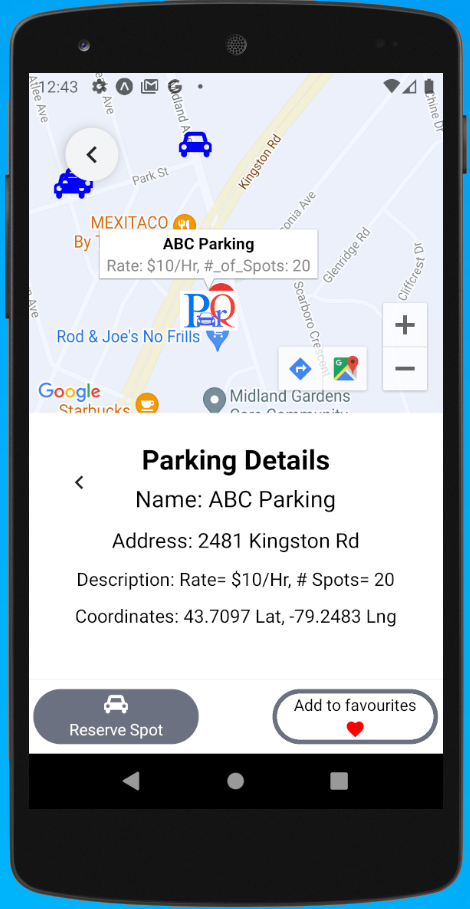 12:43
Midland Ave
Park St
Kingston Rd
Chine Dr
MEXITACO
By
ABC Parking
Rate: $10/Hr, #_of_Spots: 20
Glenridge Rd
Cliffcrest Dr
Scarboro Crescent
Rod & Joe's No Frills
Google
Starbucks
Midland Gardens
Care Community
Parking Details
Name: ABC Parking
Address: 2481 Kingston Rd
Description: Rate= $10/Hr, # Spots= 20
Coordinates: 43.7097 Lat, -79.2483 Lng
Reserve Spot
Add to favourites